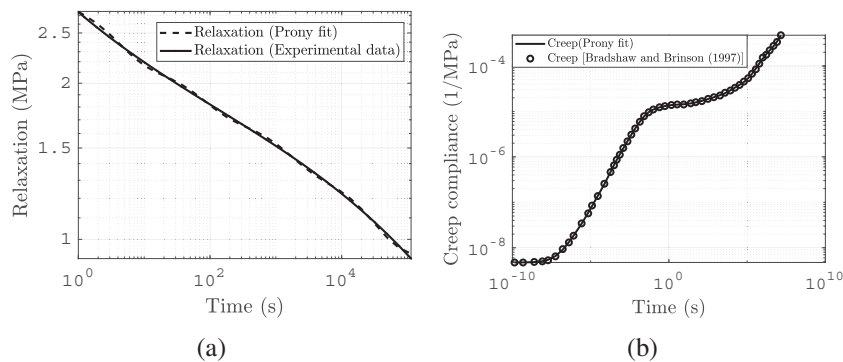 2.5
2
1.5
1
Relaxation (MPa)
Relaxation (Prony fit)
Relaxation (Experimental data)
10^0
10^2
10^4
Time (s)
(a)
10^-4
10^-6
10^-8
Creep compliance (1/MPa)
Creep(Prony fit)
Creep [Bradshaw and Brinson (1997)]
10^-10
10^0
10^10
Time (s)
(b)